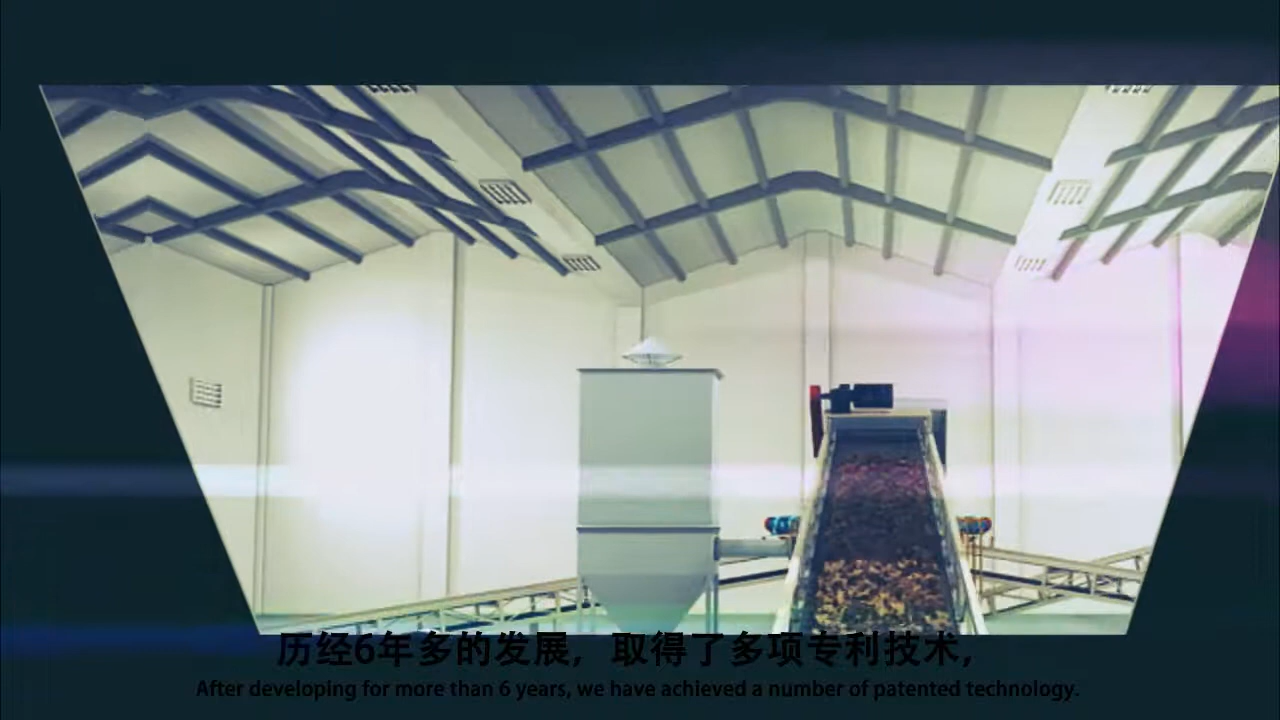 历经6年多的发展，取得了多项专利技术，
After developing for more than 6 years, we have achieved a number of patented technology.